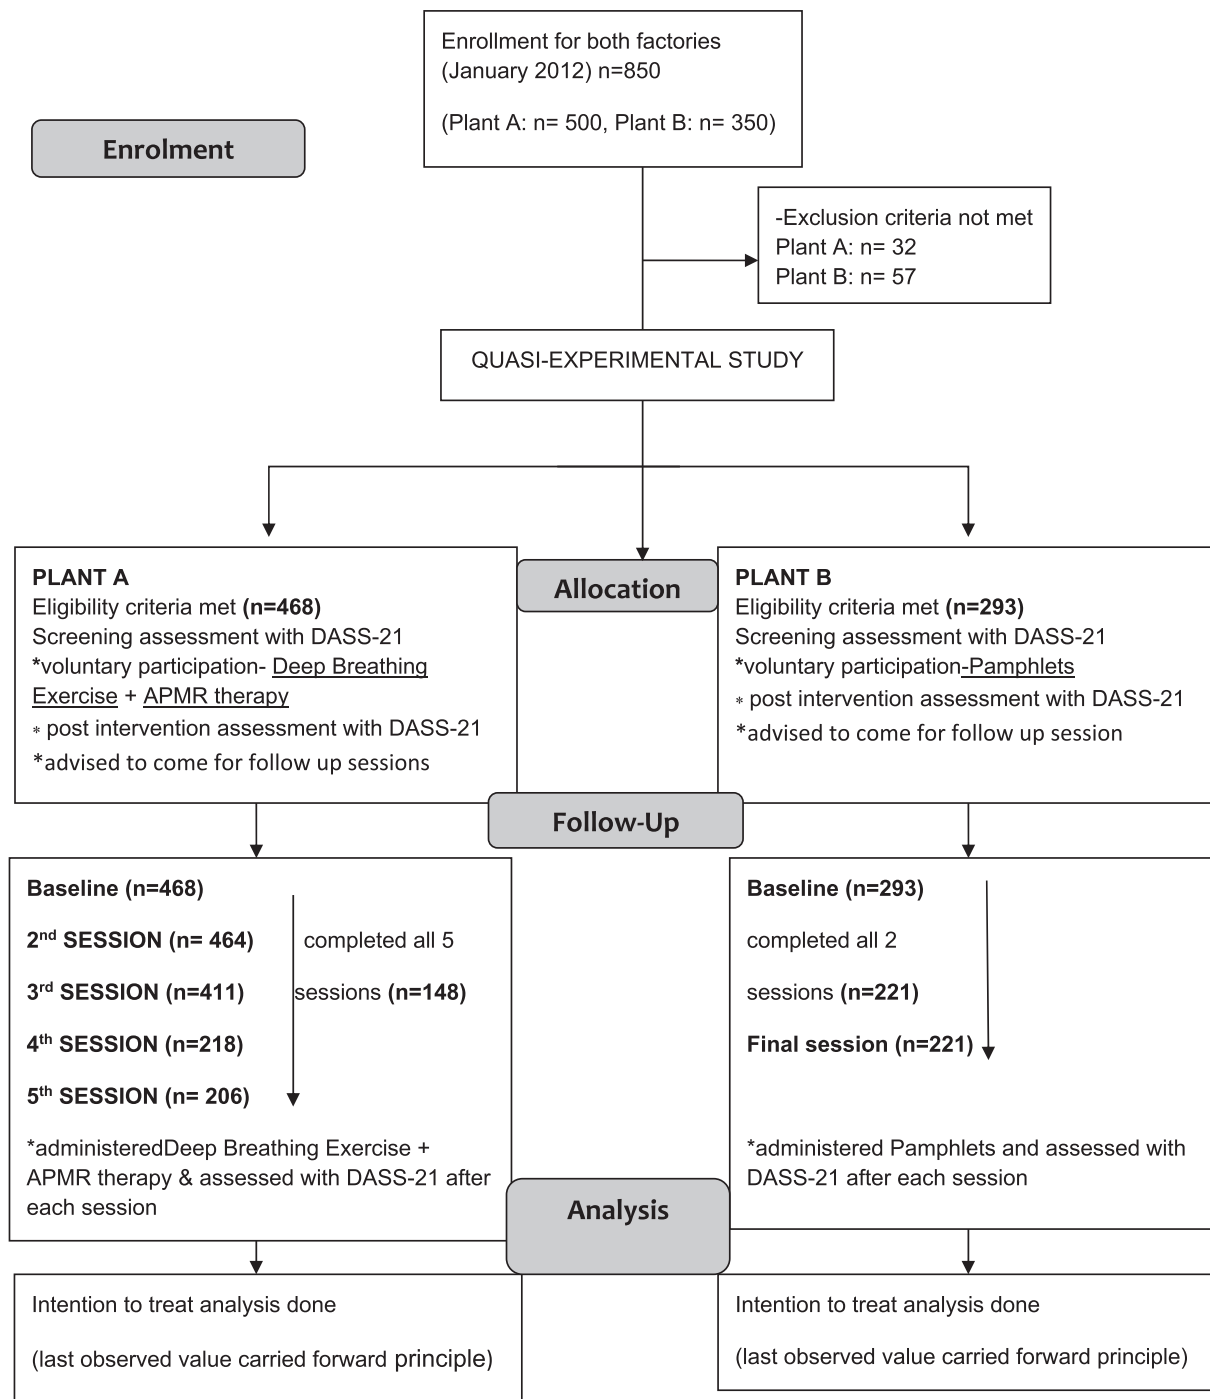 Enrollment for both factories
(January 2012) n=850
(Plant A: n= 500, Plant B: n= 350)
Enrolment
-Exclusion criteria not met
Plant A: n= 32
Plant B: n= 57
QUASI-EXPERIMENTAL STUDY
PLANT A
Eligibility criteria met (n=468)
Screening assessment with DASS-21
*voluntary participation- Deep Breathing
Exercise + APMR therapy
* post intervention assessment with DASS-21
*advised to come for follow up sessions
Allocation
PLANT B
Eligibility criteria met (n=293)
Screening assessment with DASS-21
*voluntary participation-Pamphlets
* post intervention assessment with DASS-21
*advised to come for follow up session
Follow-Up
Baseline (n=468)
2nd SESSION (n= 464) completed all 5
3rd SESSION (n=411) sessions (n=148)
4th SESSION (n=218)
5th SESSION (n= 206)
*administeredDeep Breathing Exercise +
APMR therapy & assessed with DASS-21 after
each session
Baseline (n=293)
completed all 2
sessions (n=221)
Final session (n=221)
*administered Pamphlets and assessed with
DASS-21 after each session
Analysis
Intention to treat analysis done
(last observed value carried forward principle)
Intention to treat analysis done
(last observed value carried forward principle)